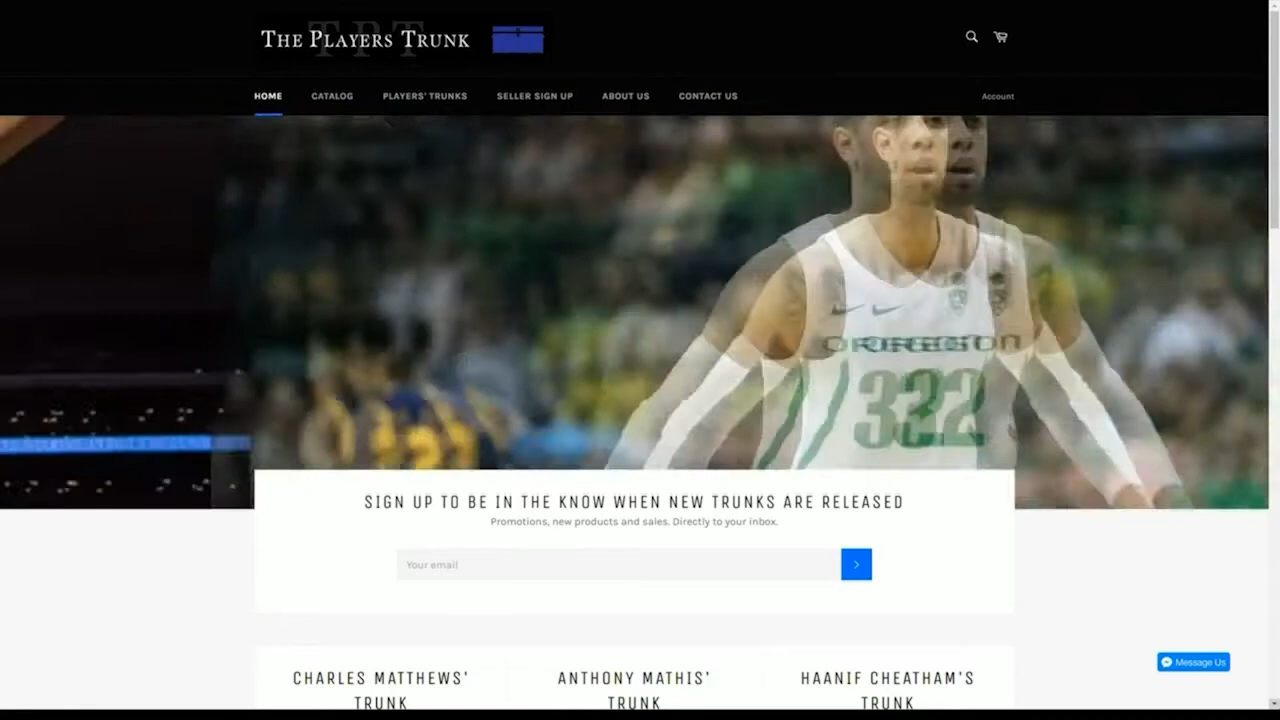 THE PLAYERS TRUNK
HOME CATALOG PLAYERS' TRUNKS SELLER SIGN UP ABOUT US CONTACT US Account
SIGN UP TO BE IN THE KNOW WHEN NEW TRUNKS ARE RELEASED
Promotions, new products and sales. Directly to your inbox.
Your email
CHARLES MATTHEWS'
TRUNK
ANTHONY MATHIS'
TRUNK
HAANIF CHEATHAM'S
TRUNK
Message Us